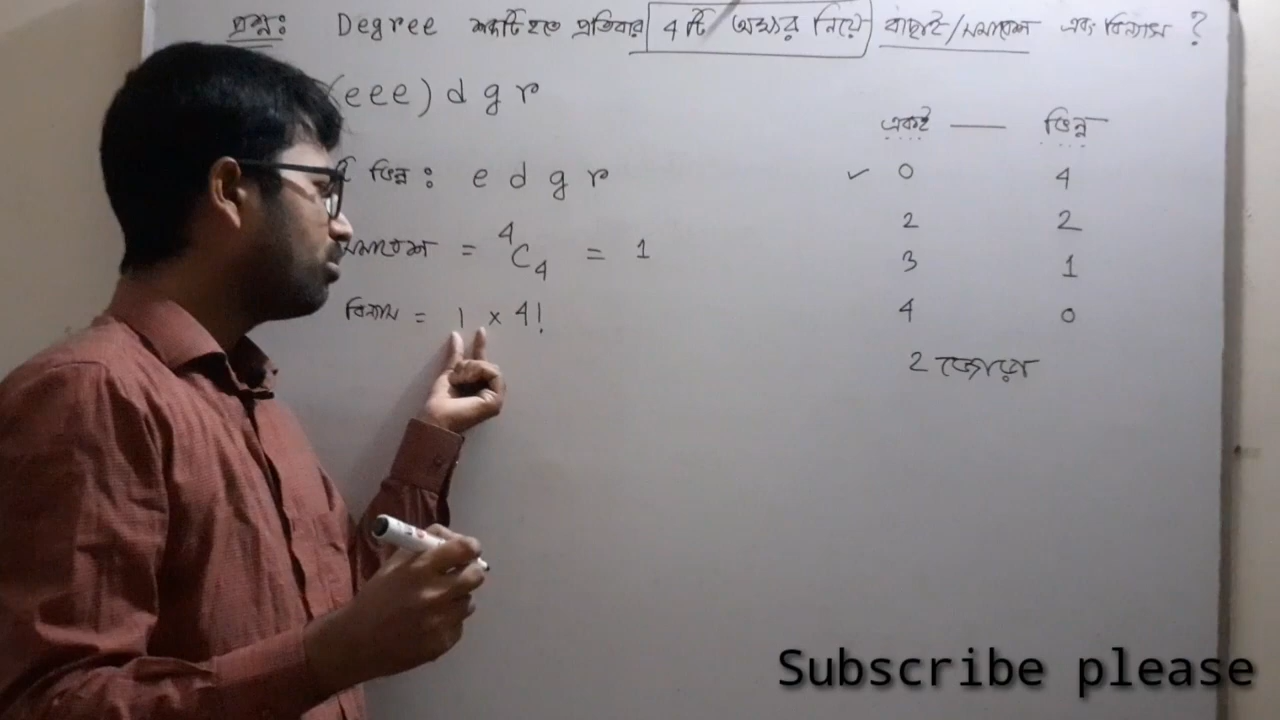 প্রশ্নঃ Degree শব্দটি হতে প্রতিবার 4 টি অক্ষর নিয়ে বাছাই/সমাবেশ এবং বিন্যাস ?
(eee) d g r
ভিন্ন : e d g r
সমাবেশ = ⁴C₄ = 1
বিন্যাস = 1 × 4!
একই — ভিন্ন
✓ 0 4
2 2
3 1
4 0
2 জোড়া
Subscribe please